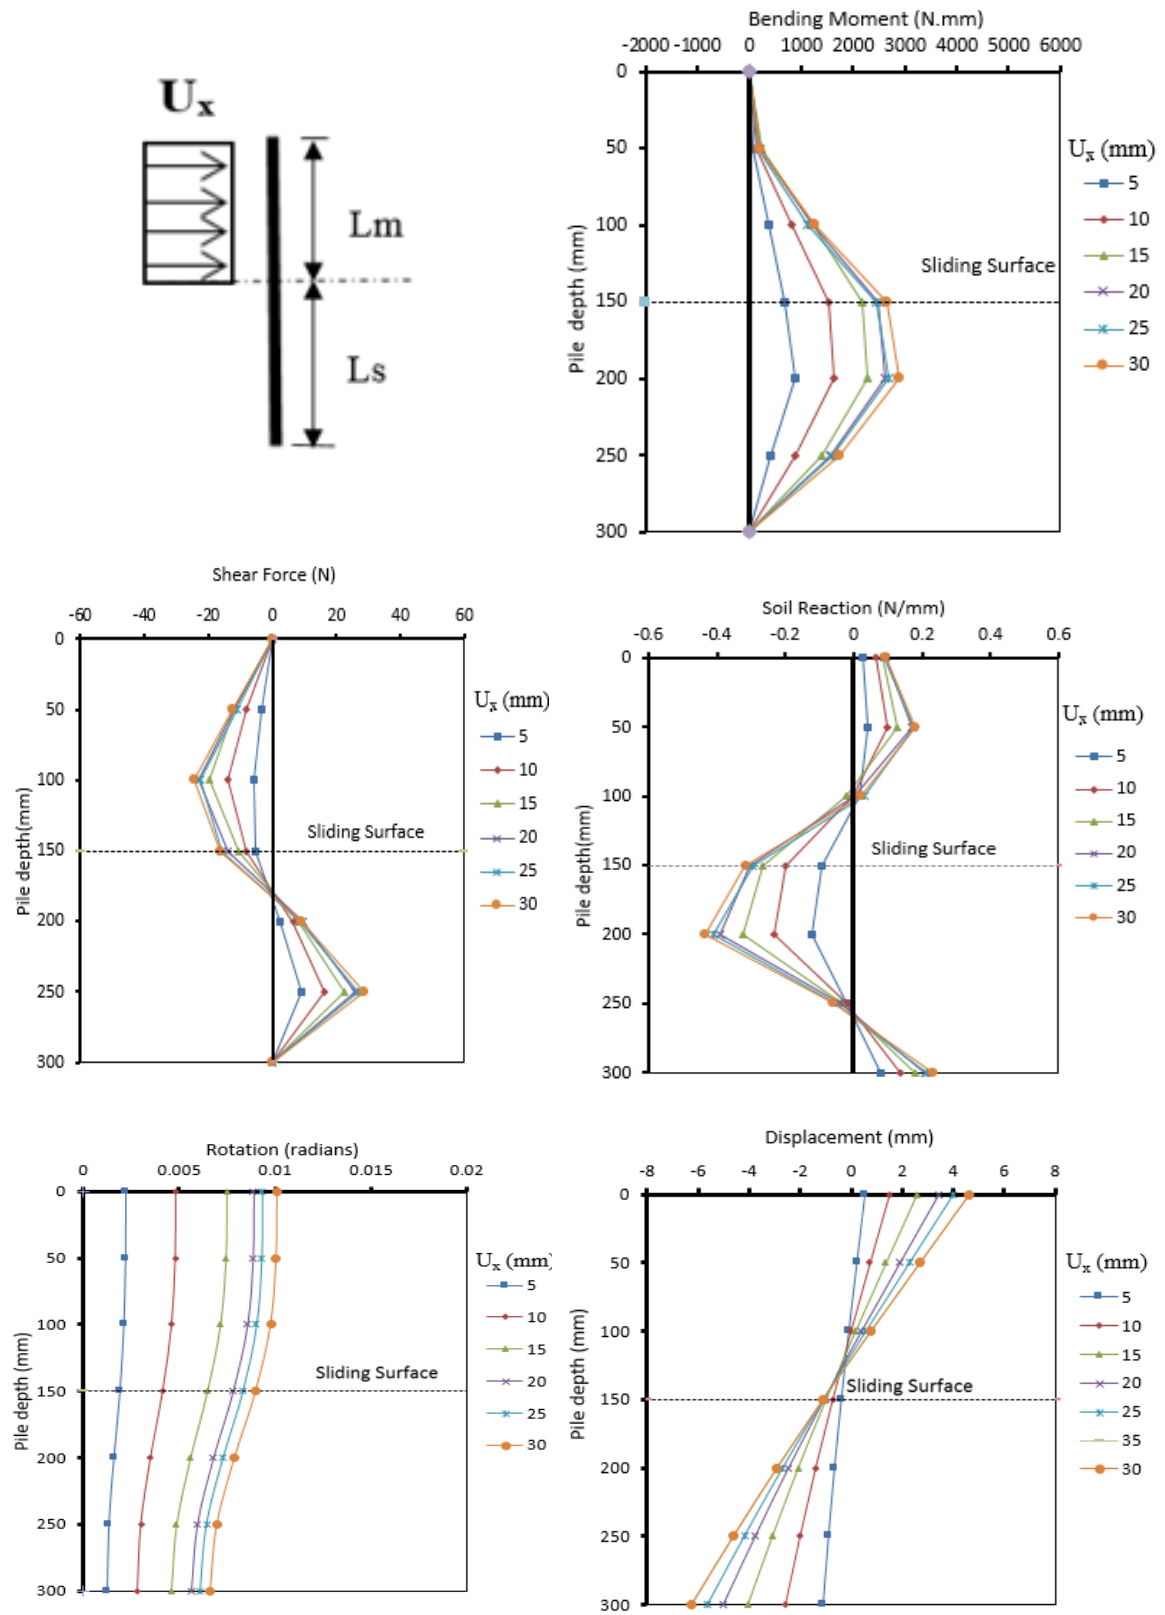 Ux
Lm
Ls
Bending Moment (N.mm)
-2000 -1000 0 1000 2000 3000 4000 5000 6000
0
50
100
150
200
250
300
Pile depth (mm)
Sliding Surface
Ux (mm)
5
10
15
20
25
30
Shear Force (N)
-60 -40 -20 0 20 40 60
0
50
100
150
200
250
300
Pile depth(mm)
Sliding Surface
Ux (mm)
5
10
15
20
25
30
Soil Reaction (N/mm)
-0.6 -0.4 -0.2 0 0.2 0.4 0.6
0
50
100
150
200
250
300
Pile depth(mm)
Sliding Surface
Ux (mm)
5
10
15
20
25
30
Rotation (radians)
0 0.005 0.01 0.015 0.02
0
50
100
150
200
250
300
Pile depth (mm)
Sliding Surface
Ux (mm)
5
10
15
20
25
30
Displacement (mm)
-8 -6 -4 -2 0 2 4 6 8
0
50
100
150
200
250
300
Pile depth (mm)
Sliding Surface
Ux (mm)
5
10
15
20
25
35
30